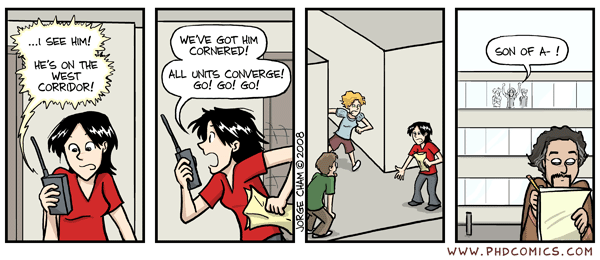 ...I SEE HIM!
HE'S ON THE
WEST
CORRIDOR!
WE'VE GOT HIM
CORNERED!
ALL UNITS CONVERGE!
GO! GO! GO!
JORGE CHAM © 2008
SON OF A- !
WWW.PHDCOMICS.COM